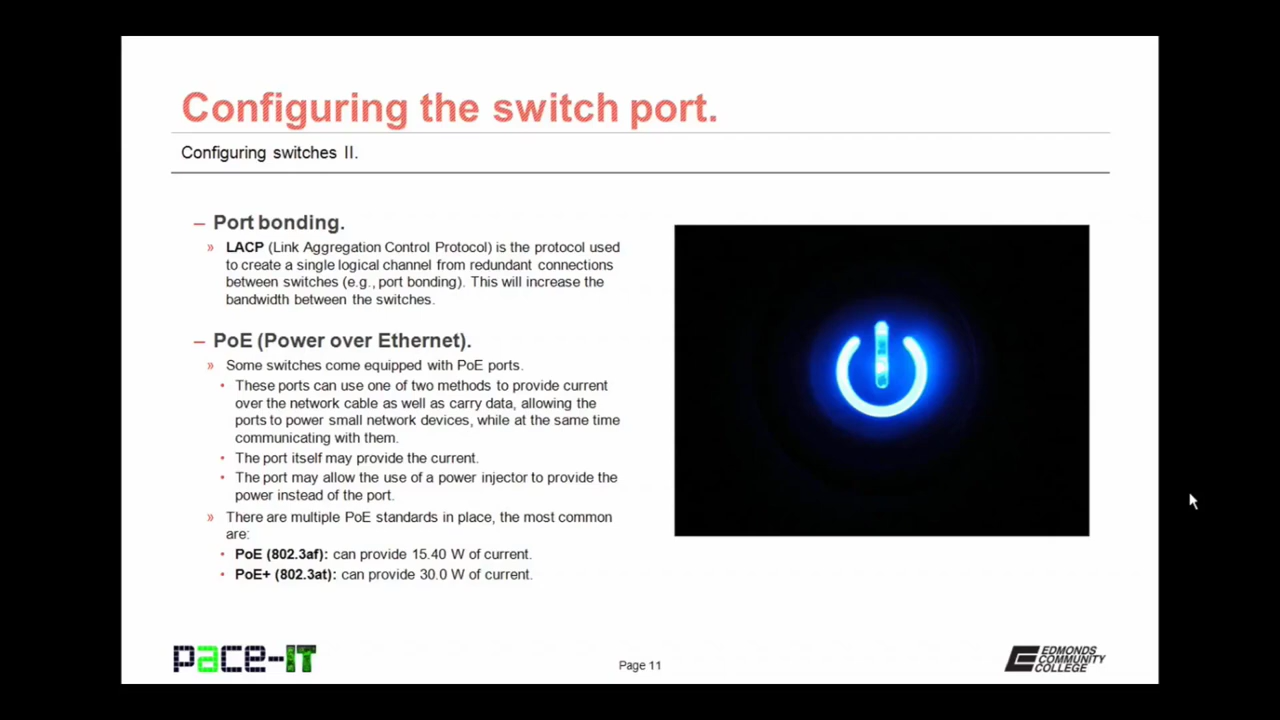 Configuring the switch port.
Configuring switches II.
– Port bonding.
» LACP (Link Aggregation Control Protocol) is the protocol used
to create a single logical channel from redundant connections
between switches (e.g., port bonding). This will increase the
bandwidth between the switches.
– PoE (Power over Ethernet).
» Some switches come equipped with PoE ports.
• These ports can use one of two methods to provide current
over the network cable as well as carry data, allowing the
ports to power small network devices, while at the same time
communicating with them.
• The port itself may provide the current.
• The port may allow the use of a power injector to provide the
power instead of the port.
» There are multiple PoE standards in place, the most common
are:
• PoE (802.3af): can provide 15.40 W of current.
• PoE+ (802.3at): can provide 30.0 W of current.
pace-IT
Page 11
EDMONDS
COMMUNITY
COLLEGE